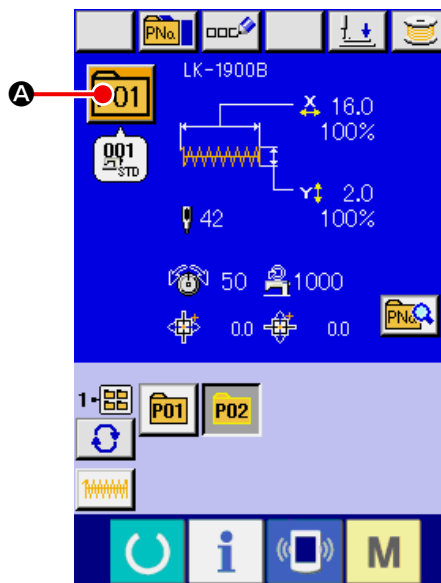 PNo.
LK-1900B
A
P01
X 16.0
100%
001
STD
Y 2.0
42
100%
50
1000
0.0
0.0
PNo.
1-
P01
P02
i
M